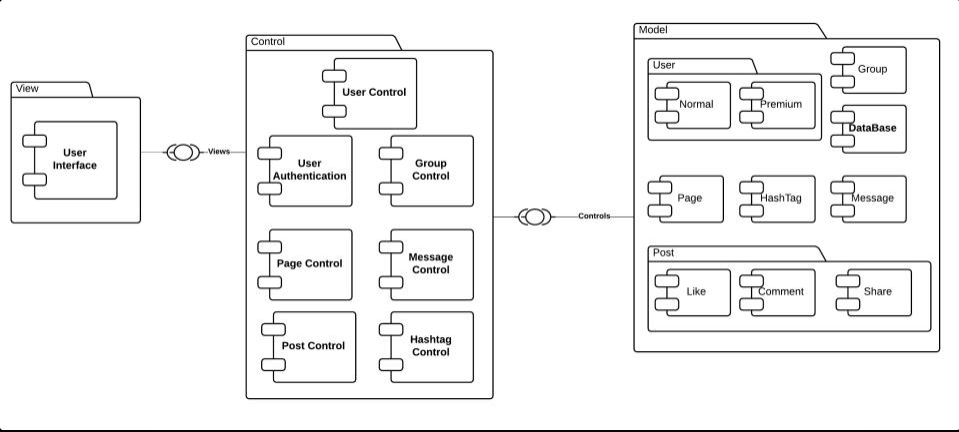 View
User
Interface
Views
Control
User Control
User
Authentication
Group
Control
Page Control
Message
Control
Post Control
Hashtag
Control
Controls
Model
User
Normal
Premium
Group
DataBase
Page
HashTag
Message
Post
Like
Comment
Share